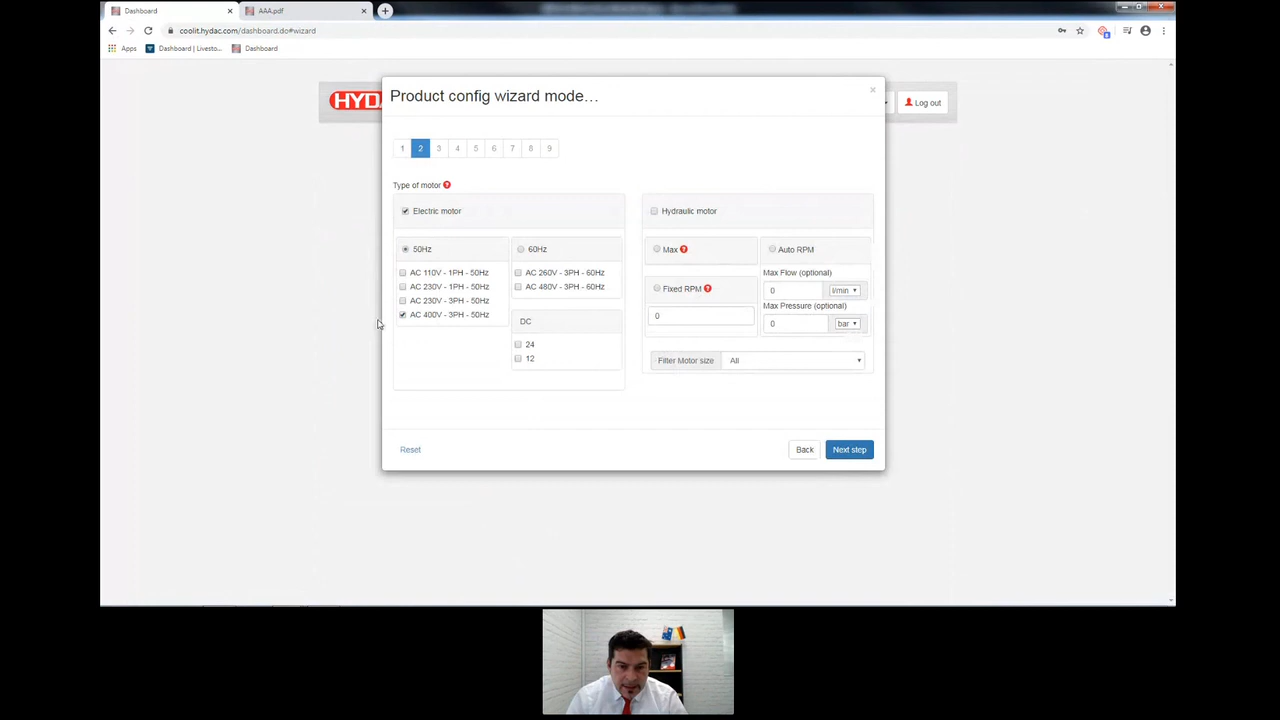 Dashboard
AAA.pdf
coolit.hydac.com/dashboard.do#wizard
Apps
Dashboard | Livesto...
Dashboard
HYD
Log out
Product config wizard mode...
1 2 3 4 5 6 7 8 9
Type of motor ?
Electric motor
50Hz
AC 110V - 1PH - 50Hz
AC 230V - 1PH - 50Hz
AC 230V - 3PH - 50Hz
AC 400V - 3PH - 50Hz
60Hz
AC 260V - 3PH - 60Hz
AC 480V - 3PH - 60Hz
DC
24
12
Hydraulic motor
Max ?
Fixed RPM ?
0
Auto RPM
Max Flow (optional)
0 l/min
Max Pressure (optional)
0 bar
Filter Motor size All
Reset
Back
Next step